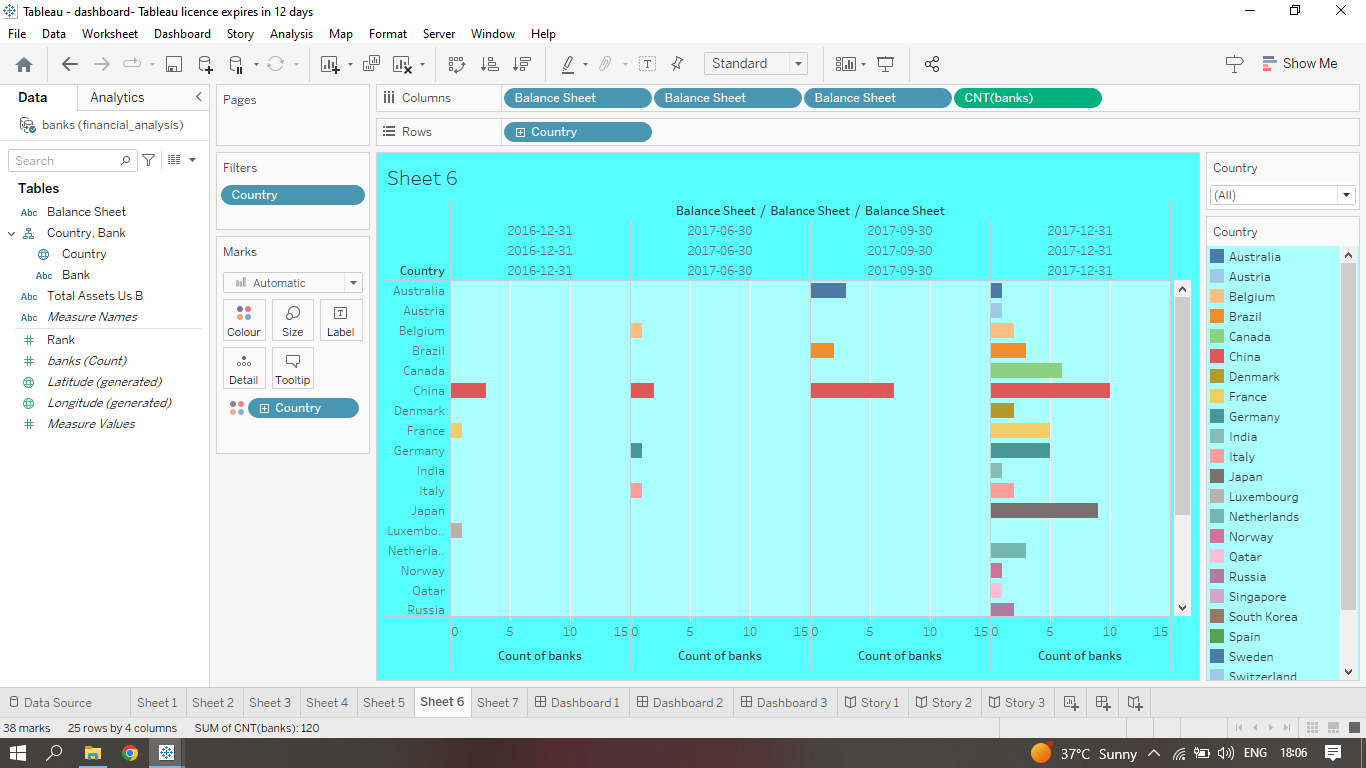 Tableau - dashboard- Tableau licence expires in 12 days
File Data Worksheet Dashboard Story Analysis Map Format Server Window Help
Standard Show Me
Data Analytics
banks (financial_analysis)
Search
Tables
Abc Balance Sheet
Country, Bank
Country
Abc Bank
Abc Total Assets Us B
Abc Measure Names
Rank
banks (Count)
Latitude (generated)
Longitude (generated)
Measure Values
Pages
Filters
Country
Marks
Automatic
Colour Size Label
Detail Tooltip
Country
Columns Balance Sheet Balance Sheet Balance Sheet CNT(banks)
Rows Country
Sheet 6
Balance Sheet / Balance Sheet / Balance Sheet
2016-12-31 2017-06-30 2017-09-30 2017-12-31
2016-12-31 2017-06-30 2017-09-30 2017-12-31
Country 2016-12-31 2017-06-30 2017-09-30 2017-12-31
Australia
Austria
Belgium
Brazil
Canada
China
Denmark
France
Germany
India
Italy
Japan
Luxembo..
Netherla..
Norway
Qatar
Russia
0 5 10 15 0 5 10 15 0 5 10 15 0 5 10 15
Count of banks Count of banks Count of banks Count of banks
Country
(All)
Country
Australia
Austria
Belgium
Brazil
Canada
China
Denmark
France
Germany
India
Italy
Japan
Luxembourg
Netherlands
Norway
Qatar
Russia
Singapore
South Korea
Spain
Sweden
Switzerland
Data Source Sheet 1 Sheet 2 Sheet 3 Sheet 4 Sheet 5 Sheet 6 Sheet 7 Dashboard 1 Dashboard 2 Dashboard 3 Story 1 Story 2 Story 3
38 marks 25 rows by 4 columns SUM of CNT(banks): 120
37°C Sunny ENG 18:06